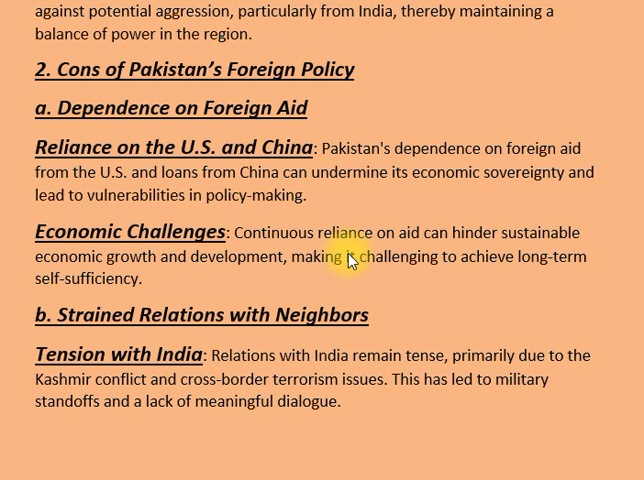 against potential aggression, particularly from India, thereby maintaining a
balance of power in the region.
2. Cons of Pakistan’s Foreign Policy
a. Dependence on Foreign Aid
Reliance on the U.S. and China: Pakistan's dependence on foreign aid
from the U.S. and loans from China can undermine its economic sovereignty and
lead to vulnerabilities in policy-making.
Economic Challenges: Continuous reliance on aid can hinder sustainable
economic growth and development, making it challenging to achieve long-term
self-sufficiency.
b. Strained Relations with Neighbors
Tension with India: Relations with India remain tense, primarily due to the
Kashmir conflict and cross-border terrorism issues. This has led to military
standoffs and a lack of meaningful dialogue.